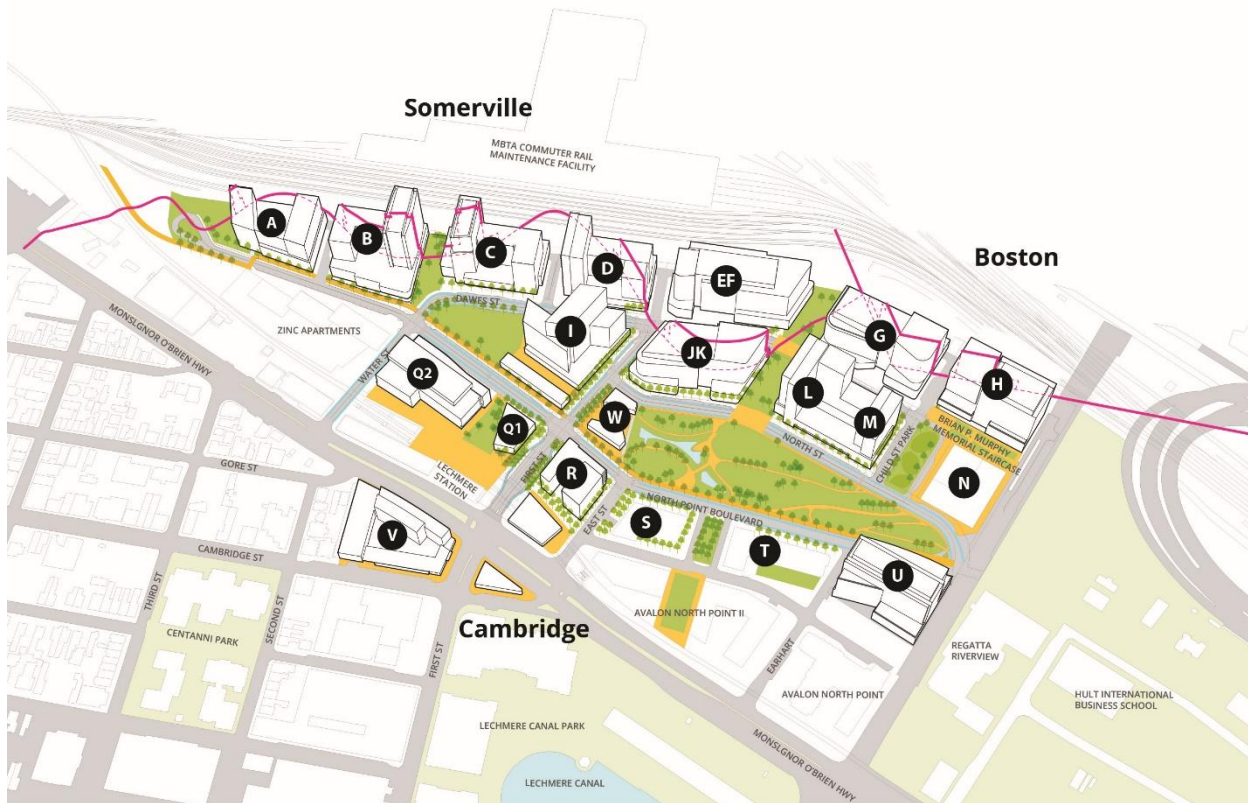 Somerville
MBTA COMMUTER RAIL
MAINTENANCE FACILITY
Boston
A
B
C
D
EF
G
H
I
JK
L
M
N
Q2
Q1
W
R
S
T
U
V
DAWES ST
ZINC APARTMENTS
WATER ST
MONSLGNOR O'BRIEN HWY
GORE ST
LECHMERE
STATION
FIRST ST
EAST ST
NORTH POINT BOULEVARD
NORTH ST
CHILD ST PARK
BRIAN P. MURPHY
MEMORIAL STAIRCASE
CAMBRIDGE ST
THIRD ST
SECOND ST
CENTANNI PARK
FIRST ST
Cambridge
AVALON NORTH POINT II
EARHART
AVALON NORTH POINT
REGATTA
RIVERVIEW
HULT INTERNATIONAL
BUSINESS SCHOOL
LECHMERE CANAL PARK
LECHMERE CANAL
MONSLGNOR O'BRIEN HWY